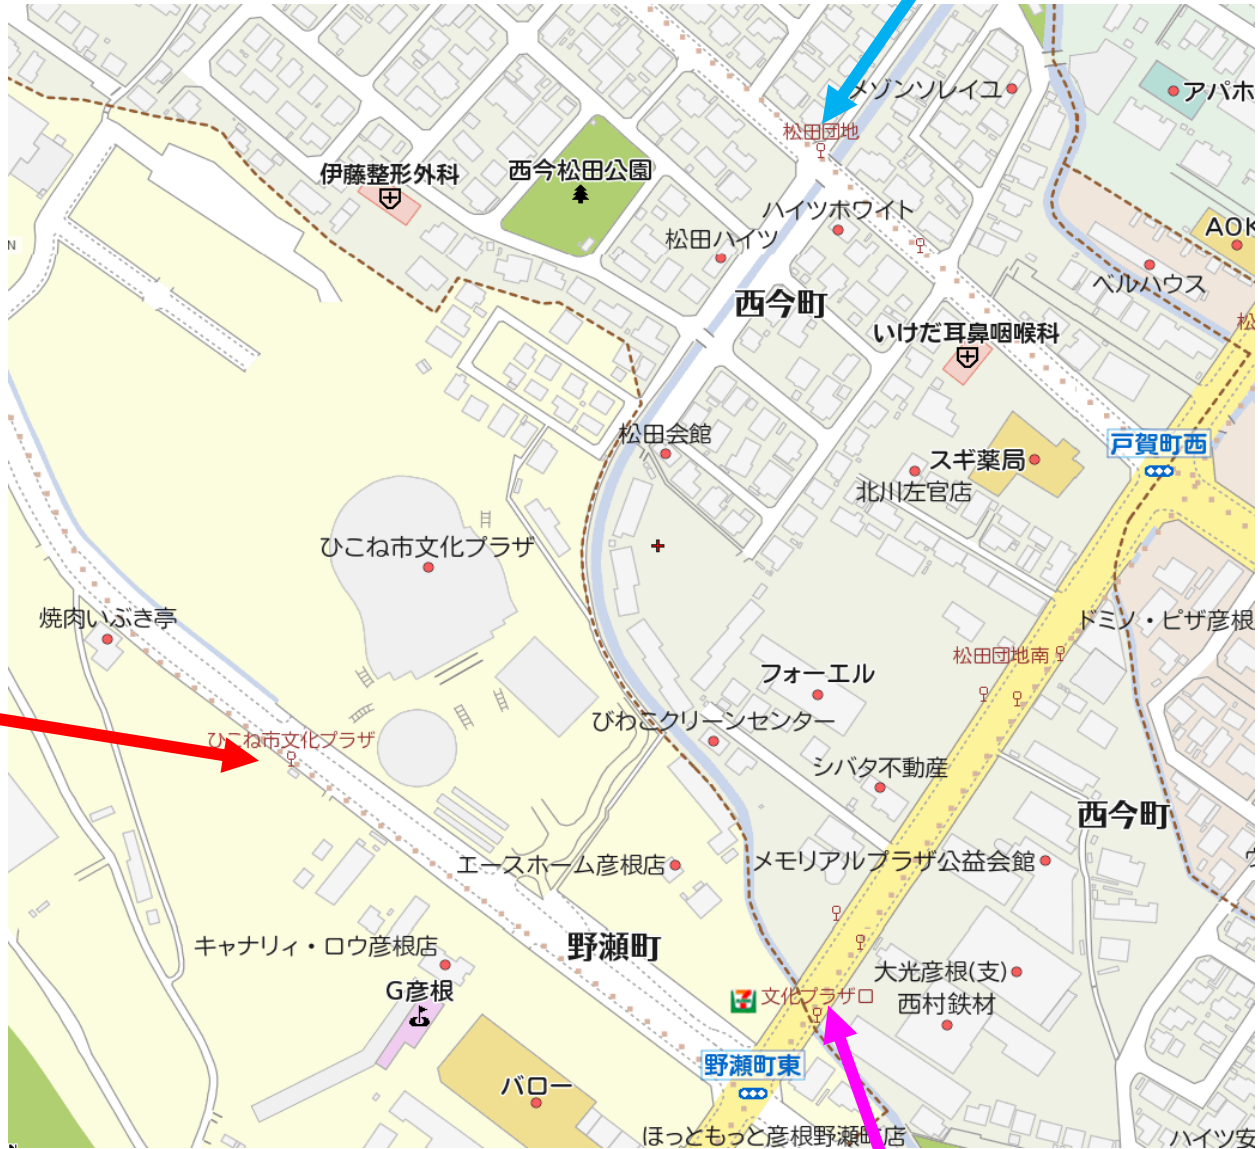 メゾンソレイユ
アパホ
松田団地
伊藤整形外科
西今松田公園
ハイツホワイト
AOK
松田ハイツ
ベルハウス
西今町
松
いけだ耳鼻咽喉科
松田会館
戸賀町西
スギ薬局
北川左官店
ひこね市文化プラザ
焼肉いぶき亭
ドミノ・ピザ彦根
松田団地南
フォーエル
びわこクリーンセンター
ひこね市文化プラザ
シバタ不動産
西今町
メモリアルプラザ公益会館
エースホーム彦根店
キャナリィ・ロウ彦根店
野瀬町
大光彦根(支)
G彦根
文化プラザ口
西村鉄材
野瀬町東
バロー
ほっともっと彦根野瀬町店
ハイツ安